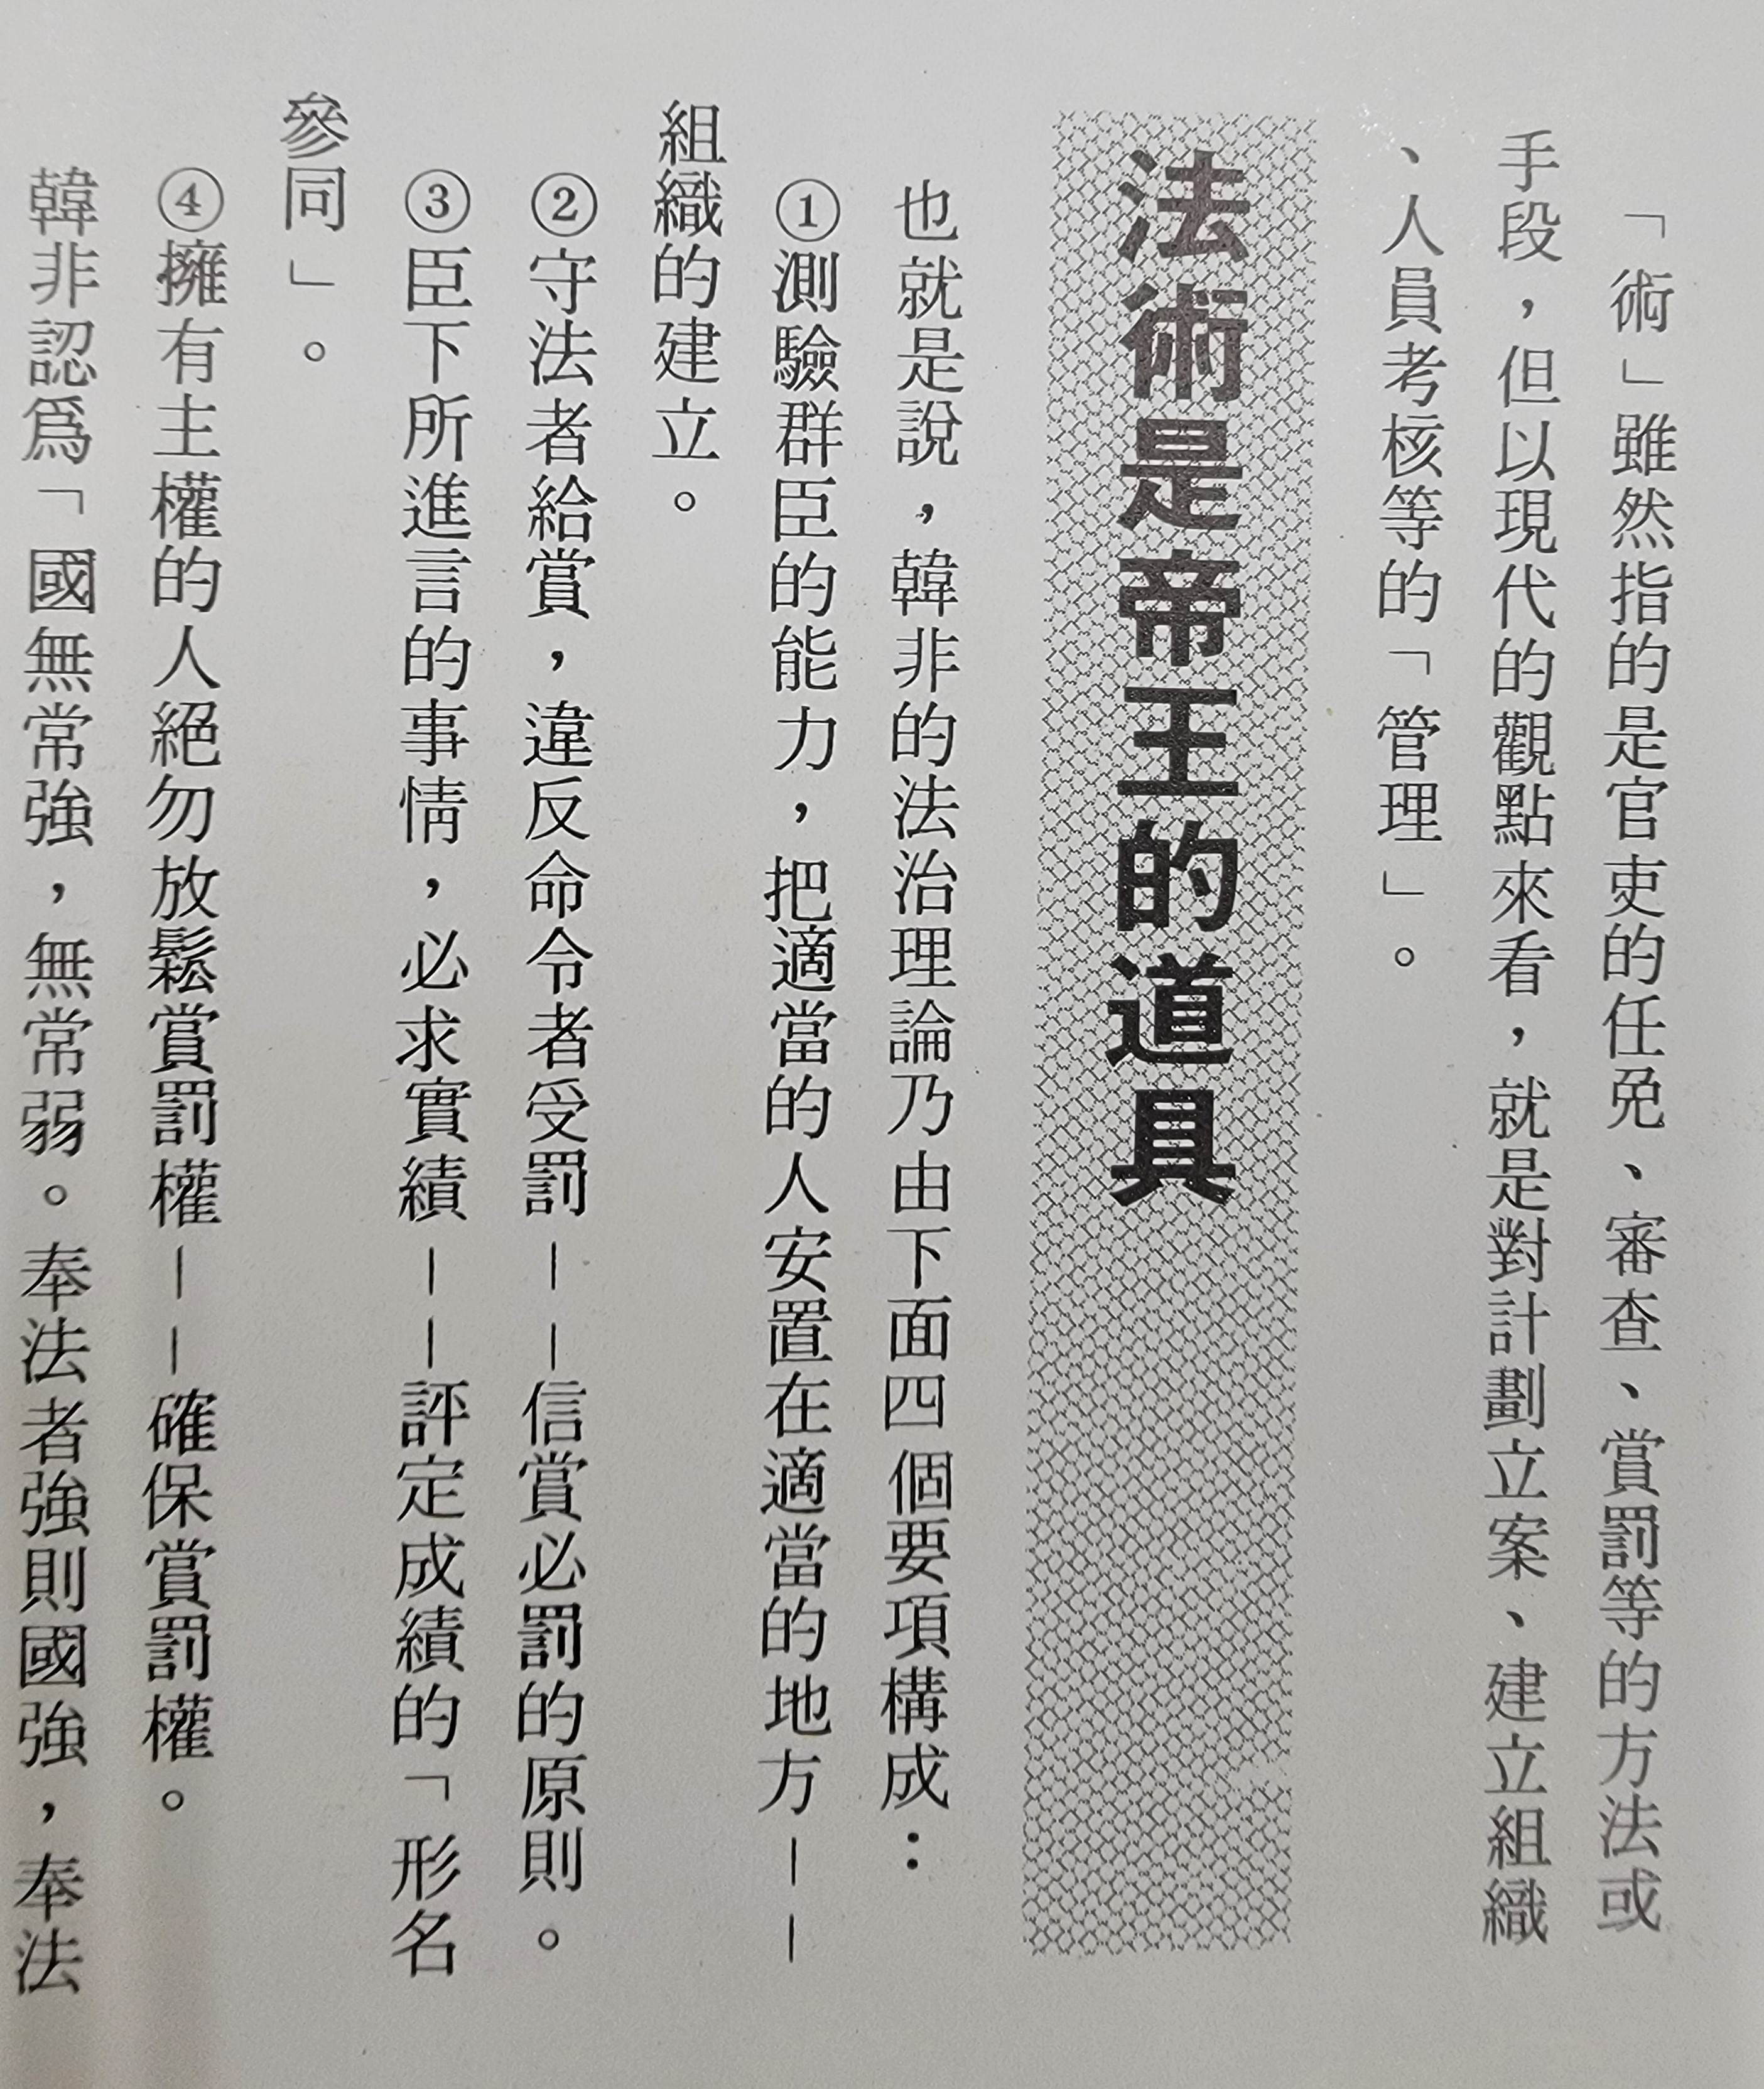 「術」雖然指的是官吏的任免、審查、賞罰等的方法或
手段，但以現代的觀點來看，就是對計劃立案、建立組織
、人員考核等的「管理」。
法術是帝王的道具
也就是說，韓非的法治理論乃由下面四個要項構成：
①測驗群臣的能力，把適當的人安置在適當的地方——
組織的建立。
②守法者給賞，違反命令者受罰——信賞必罰的原則。
③臣下所進言的事情，必求實績——評定成績的「形名
參同」。
④擁有主權的人絕勿放鬆賞罰權——確保賞罰權。
韓非認爲「國無常強，無常弱。奉法者強則國強，奉法